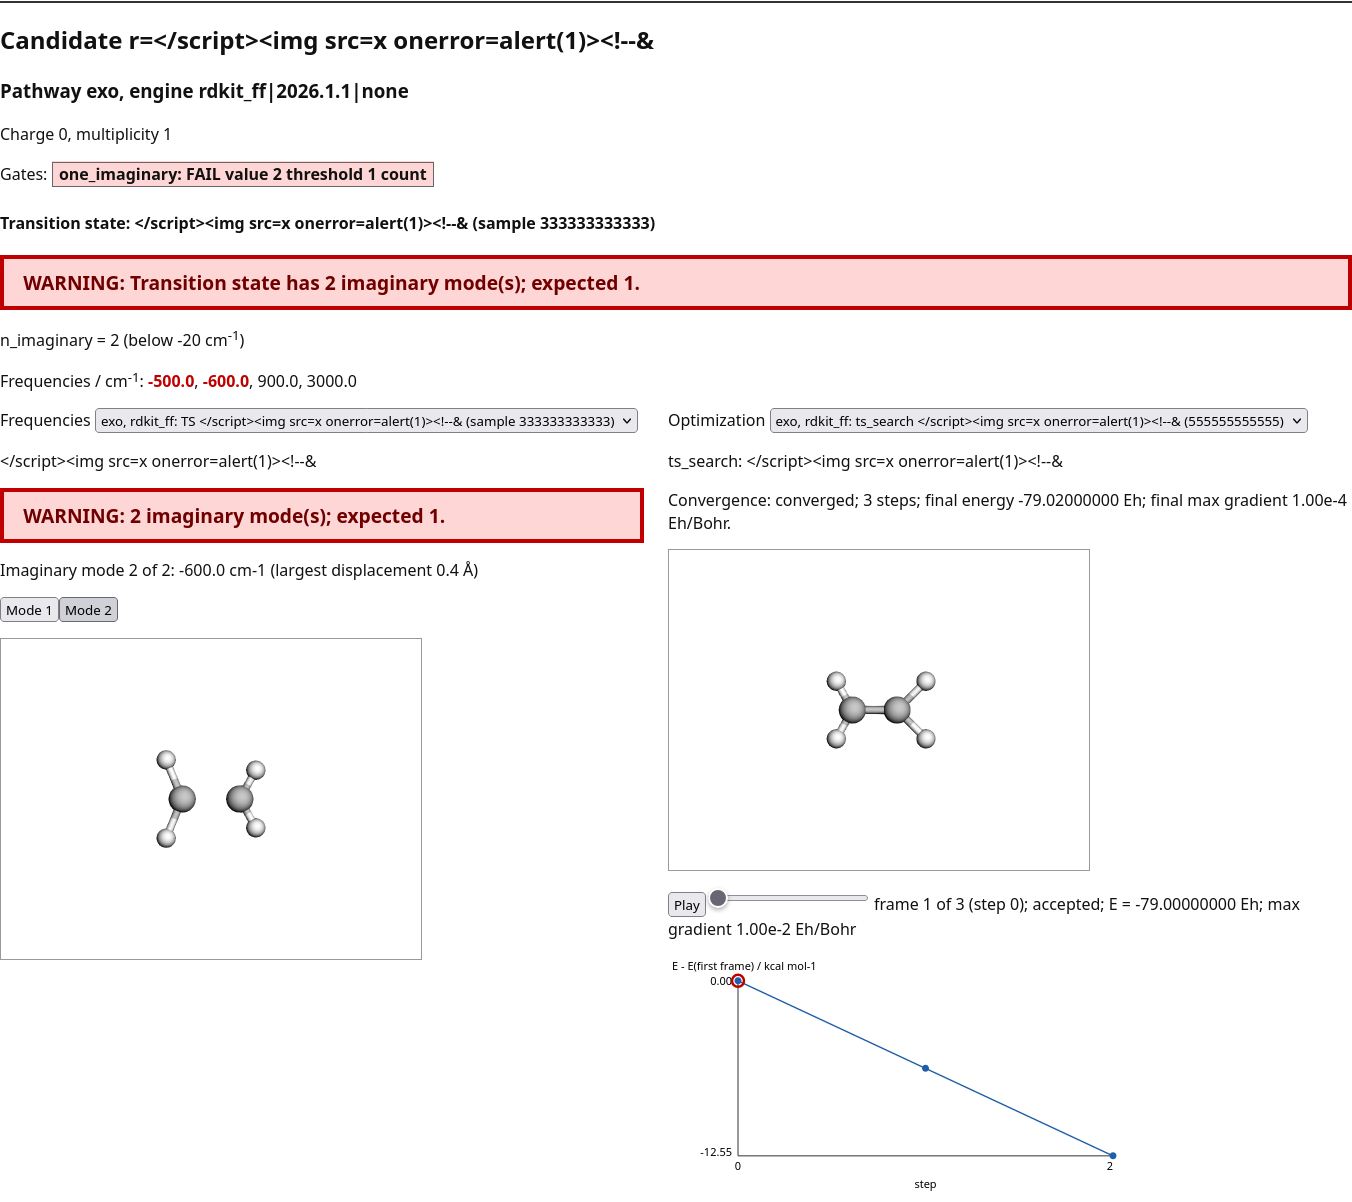 Candidate r=</script><img src=x onerror=alert(1)><!--&
Pathway exo, engine rdkit_ff|2026.1.1|none
Charge 0, multiplicity 1
Gates: one_imaginary: FAIL value 2 threshold 1 count
Transition state: </script><img src=x onerror=alert(1)><!--& (sample 333333333333)
WARNING: Transition state has 2 imaginary mode(s); expected 1.
n_imaginary = 2 (below -20 cm-1)
Frequencies / cm-1: -500.0, -600.0, 900.0, 3000.0
Frequencies exo, rdkit_ff: TS </script><img src=x onerror=alert(1)><!--& (sample 333333333333)
</script><img src=x onerror=alert(1)><!--&
WARNING: 2 imaginary mode(s); expected 1.
Imaginary mode 2 of 2: -600.0 cm-1 (largest displacement 0.4 Å)
Mode 1 Mode 2
Optimization exo, rdkit_ff: ts_search </script><img src=x onerror=alert(1)><!--& (555555555555)
ts_search: </script><img src=x onerror=alert(1)><!--&
Convergence: converged; 3 steps; final energy -79.02000000 Eh; final max gradient 1.00e-4
Eh/Bohr.
Play frame 1 of 3 (step 0); accepted; E = -79.00000000 Eh; max
gradient 1.00e-2 Eh/Bohr
E - E(first frame) / kcal mol-1
0.00
-12.55
0 2
step